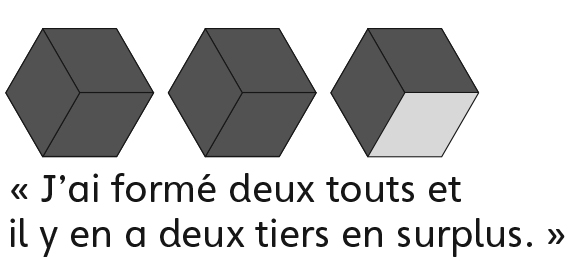 « J’ai formé deux touts et
il y en a deux tiers en surplus. »